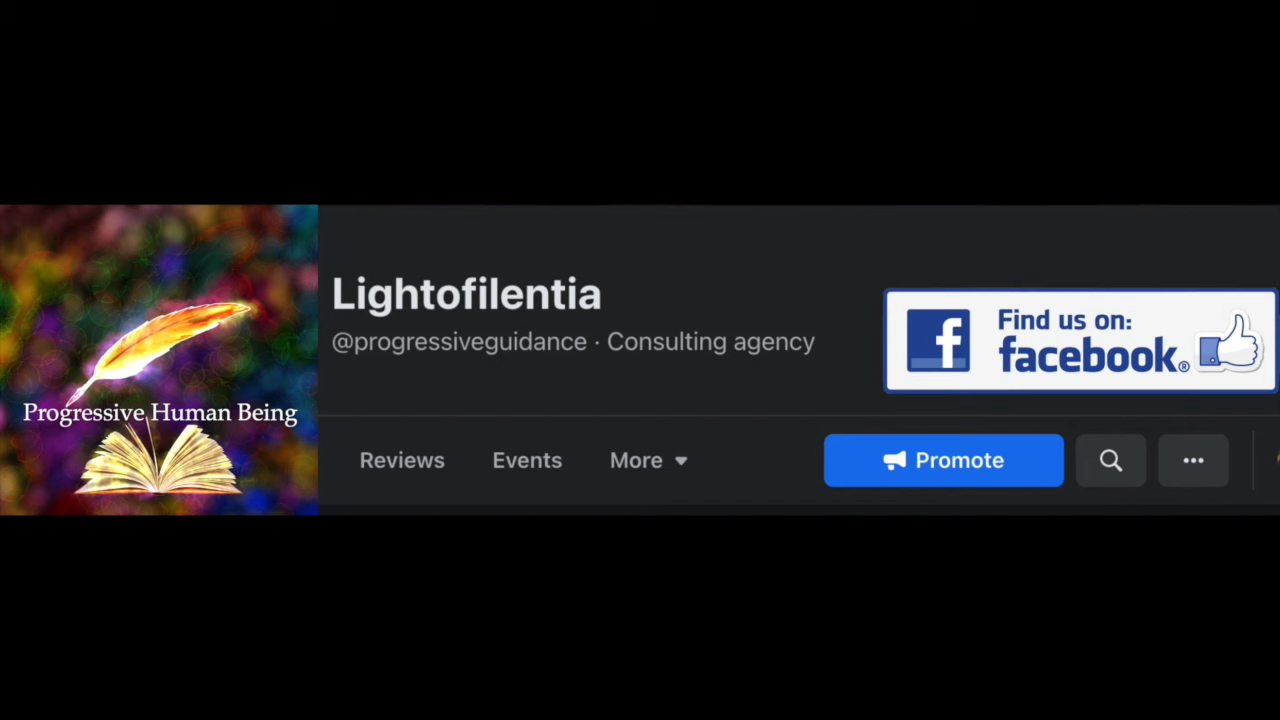 Progressive Human Being
Lightofilentia
@progressiveguidance · Consulting agency
Find us on:
facebook®
Reviews
Events
More
Promote